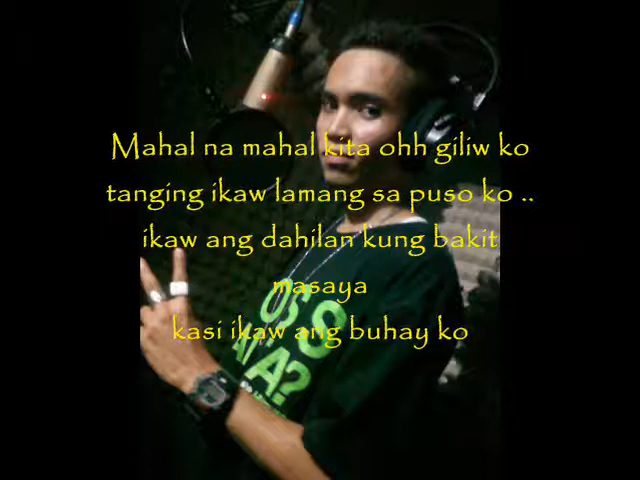 Mahal na mahal kita ohh giliw ko
tanging ikaw lamang sa puso ko ..
ikaw ang dahilan kung bakit
masaya
kasi ikaw ang buhay ko